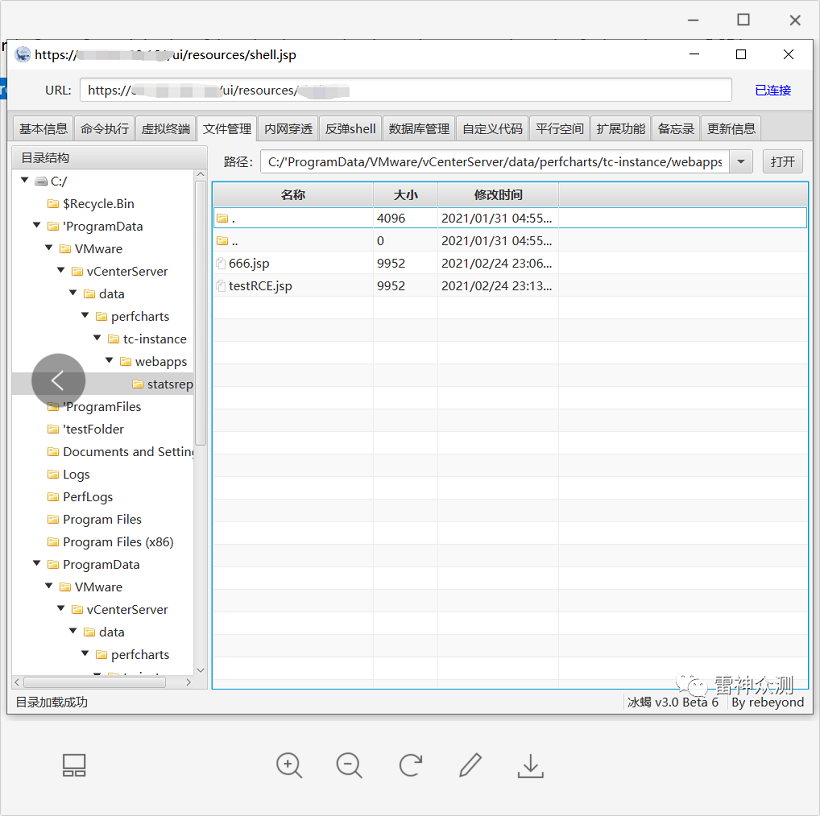 https://
/ui/resources/shell.jsp
URL:
https://
/ui/resources/
已连接
基本信息
命令执行
虚拟终端
文件管理
内网穿透
反弹shell
数据库管理
自定义代码
平行空间
扩展功能
备忘录
更新信息
目录结构
路径:
C:/'ProgramData/VMware/vCenterServer/data/perfcharts/tc-instance/webapps
打开
C:/
$Recycle.Bin
'ProgramData
VMware
vCenterServer
data
perfcharts
tc-instance
webapps
statsrep
'ProgramFiles
'testFolder
Documents and Setting
Logs
PerfLogs
Program Files
Program Files (x86)
ProgramData
VMware
vCenterServer
data
perfcharts
名称 大小 修改时间
. 4096 2021/01/31 04:55...
.. 0 2021/01/31 04:55...
666.jsp 9952 2021/02/24 23:06...
testRCE.jsp 9952 2021/02/24 23:13...
雷神众测
目录加载成功
冰蝎 v3.0 Beta 6
By rebeyond